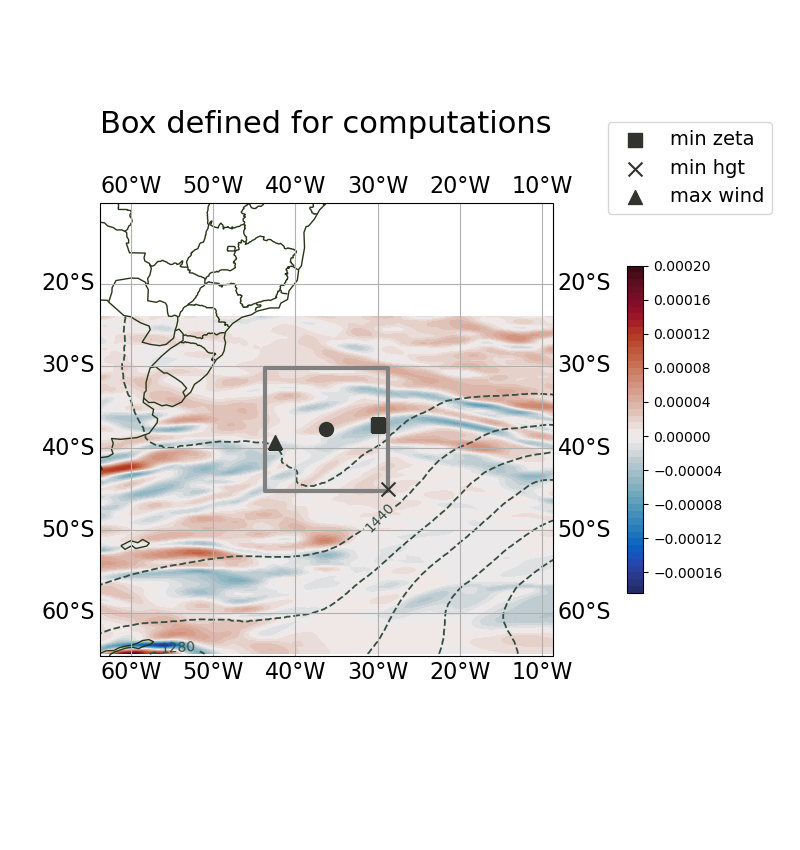 Box defined for computations
min zeta
min hgt
max wind
60°W 50°W 40°W 30°W 20°W 10°W
20°S 20°S
30°S 30°S
40°S 40°S
50°S 50°S
60°S 60°S
1440
1280
60°W 50°W 40°W 30°W 20°W 10°W
0.00020
0.00016
0.00012
0.00008
0.00004
0.00000
−0.00004
−0.00008
−0.00012
−0.00016